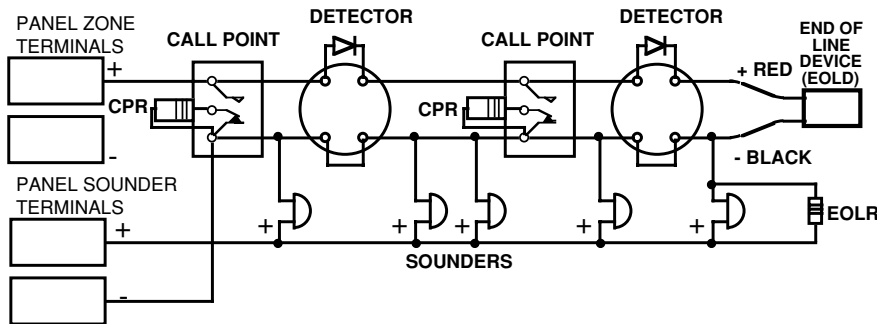 PANEL ZONE
TERMINALS
+
-
CALL POINT
CPR
DETECTOR
CALL POINT
CPR
DETECTOR
+ RED
- BLACK
END OF
LINE
DEVICE
(EOLD)
PANEL SOUNDER
TERMINALS
+
-
+
+
+
+
+
SOUNDERS
EOLR